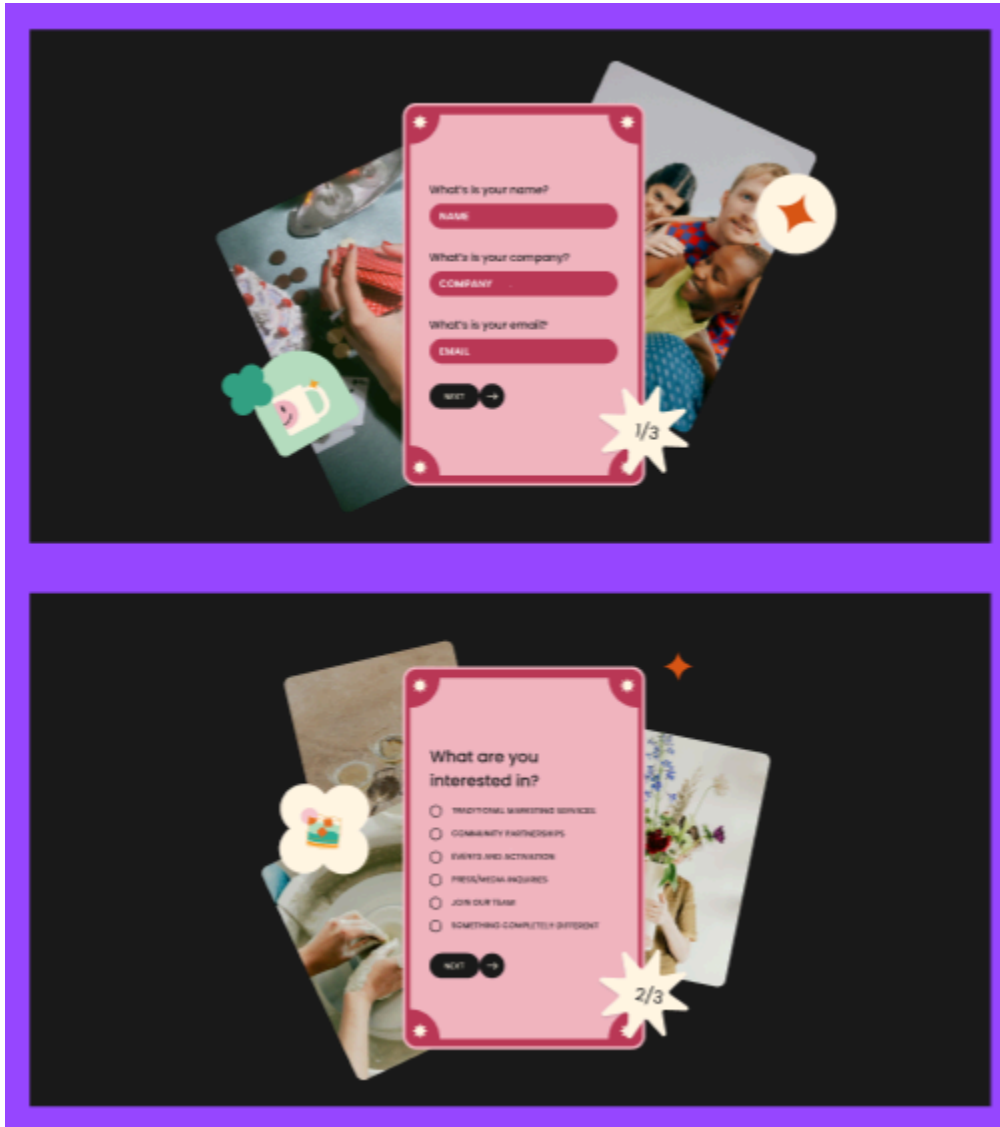 What's is your name?
NAME
What's is your company?
COMPANY
What's is your email?
EMAIL
NEXT
1/3
What are you
interested in?
TRADITIONAL MARKETING SERVICES
COMMUNITY PARTNERSHIPS
EVENTS AND ACTIVATION
PRESS/MEDIA INQUIRIES
JOIN OUR TEAM
SOMETHING COMPLETELY DIFFERENT
NEXT
2/3